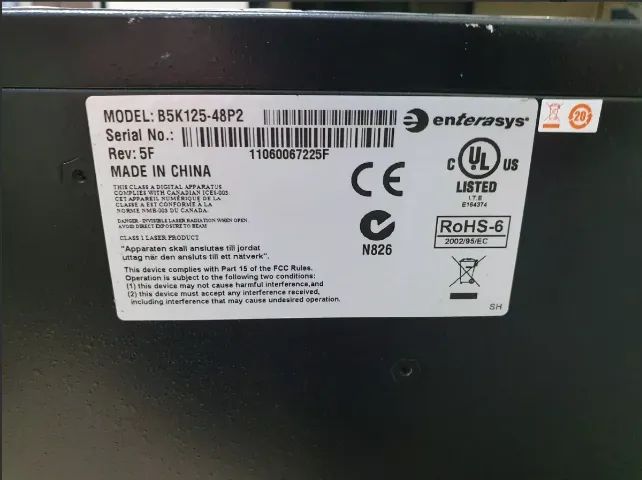 MODEL: B5K125-48P2
enterasys®
20
Serial No.:
Rev: 5F
11060067225F
MADE IN CHINA
THIS CLASS A DIGITAL APPARATUS
COMPLIES WITH CANADIAN ICES-003.
CET APPAREIL NUMÉRIQUE DE LA
CLASSE A EST CONFORME À LA
NORME NMB-003 DU CANADA.
DANGER - INVISIBLE LASER RADIATION WHEN OPEN.
AVOID DIRECT EXPOSURE TO BEAM
CLASS 1 LASER PRODUCT
"Apparaten skall anslutas till jordat
uttag när den ansluts till ett nätverk".
This device complies with Part 15 of the FCC Rules.
Operation is subject to the following two conditions:
(1) this device may not cause harmful interference,and
(2) this device must accept any interference received,
including interference that may cause undesired operation.
CE
N826
C UL US
LISTED
I.T.E
E164374
RoHS-6
2002/95/EC
SH